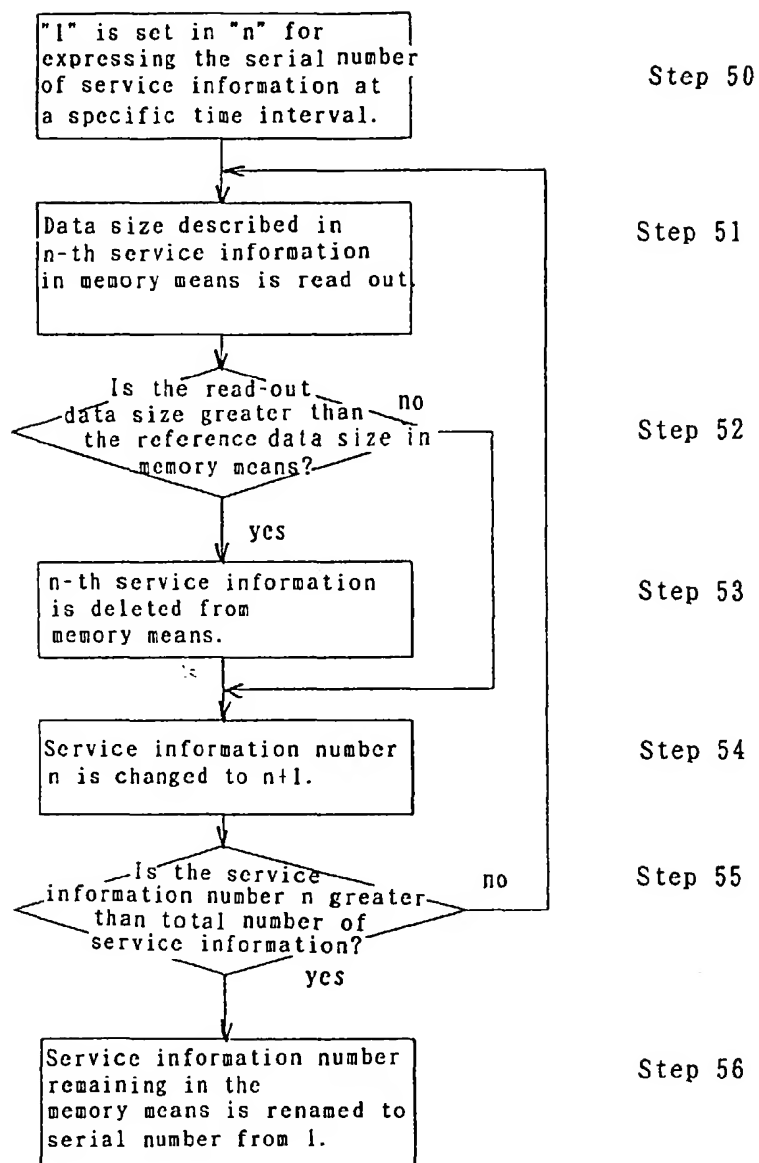 "1" is set in "n" for
expressing the serial number
of service information at
a specific time interval.
Step 50
Data size described in
n-th service information
in memory means is read out.
Step 51
Is the read-out
data size greater than
the reference data size in
memory means?
no
Step 52
yes
n-th service information
is deleted from
memory means.
Step 53
Service information number
n is changed to n+1.
Step 54
Is the service
information number n greater
than total number of
service information?
no
Step 55
yes
Service information number
remaining in the
memory means is renamed to
serial number from 1.
Step 56